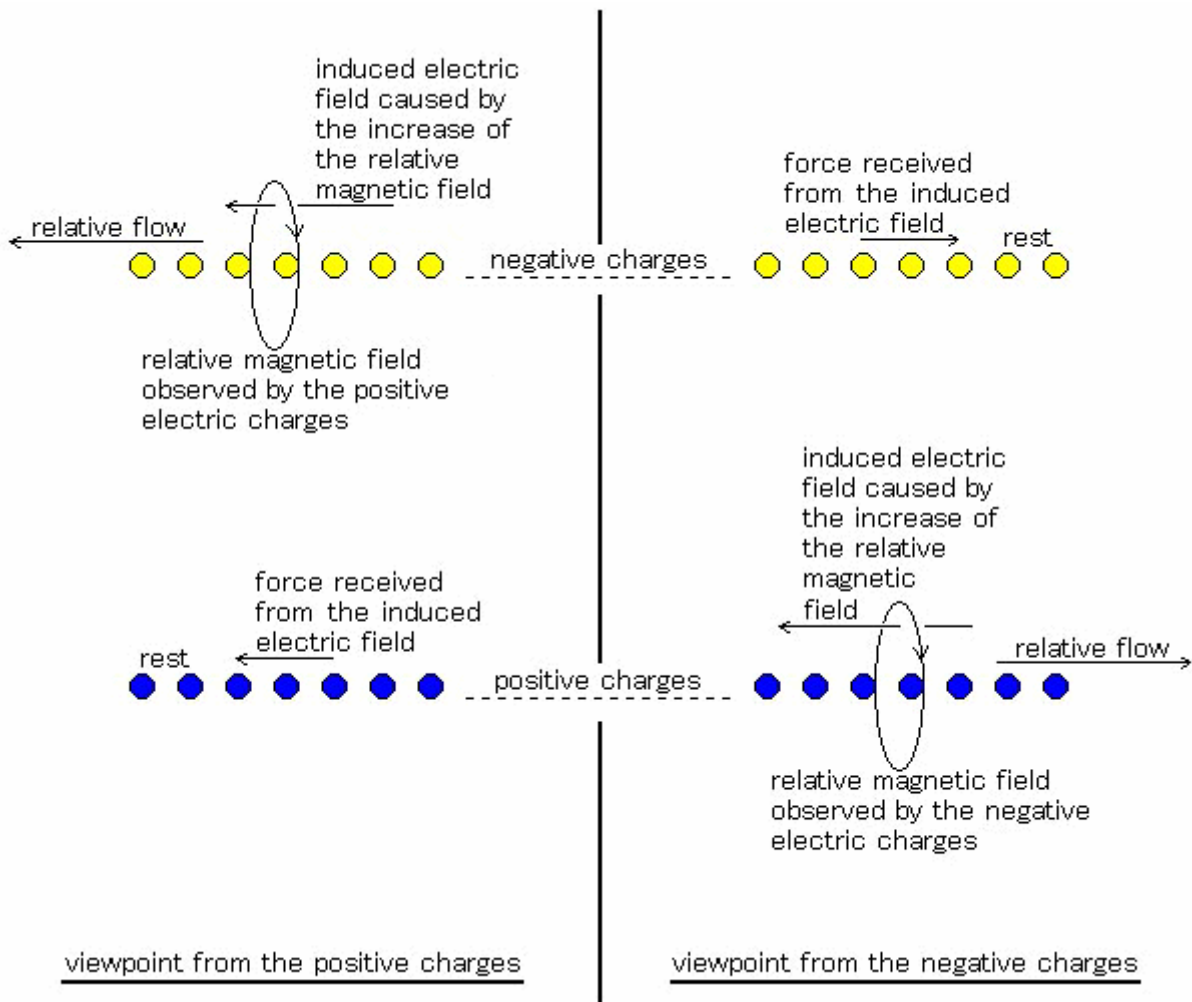 induced electric
field caused by
the increase of
the relative
magnetic field
relative flow
negative charges
relative magnetic field
observed by the positive
electric charges
force received
from the induced
electric field
rest
force received
from the induced
electric field
rest
positive charges
induced electric
field caused by
the increase of
the relative
magnetic
field
relative flow
relative magnetic field
observed by the negative
electric charges
viewpoint from the positive charges
viewpoint from the negative charges